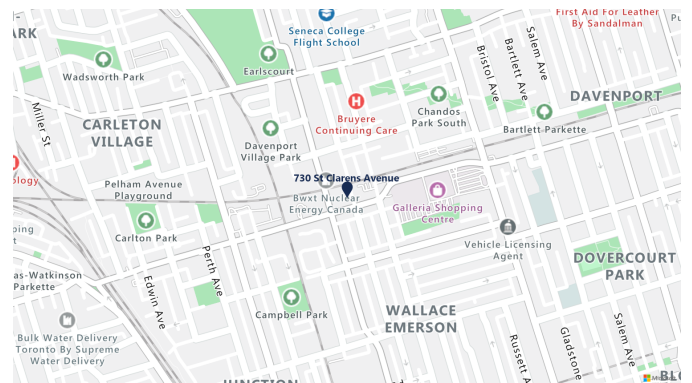 First Aid For Leather
By Sandalman
Seneca College
Flight School
ARK
Wadsworth Park
Earlscourt
Salem Ave
Bartlett Ave
Bristol Ave
DAVENPORT
Miller St
Bruyere
Continuing Care
Chandos
Park South
Bartlett Parkette
CARLETON
VILLAGE
Davenport
Village Park
ology
Pelham Avenue
Playground
730 St Clarens Avenue
Bwxt Nuclear
Energy Canada
Galleria Shopping
Centre
Carlton Park
ping
Vehicle Licensing
Agent
Perth Ave
DOVERCOURT
PARK
as-Watkinson
Parkette
Edwin Ave
Campbell Park
WALLACE
EMERSON
Bulk Water Delivery
Toronto By Supreme
Water Delivery
Russett A
Gladstone
Salem Ave
JUNCTION
BLO